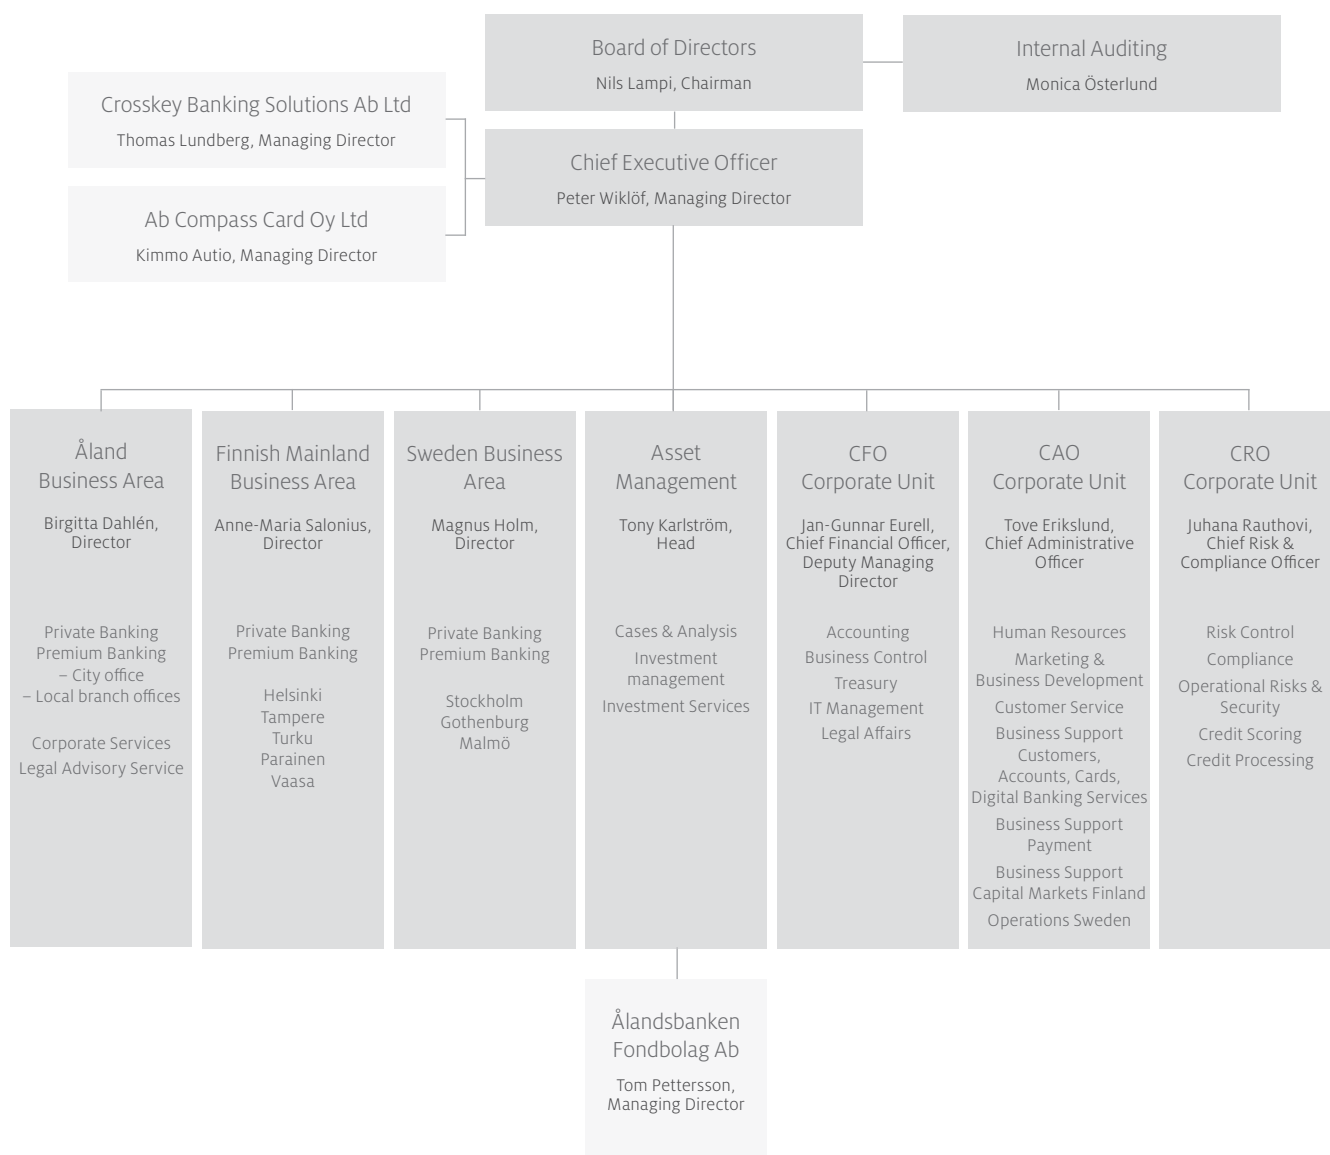 Board of Directors
Nils Lampi, Chairman
Internal Auditing
Monica Österlund
Crosskey Banking Solutions Ab Ltd
Thomas Lundberg, Managing Director
Chief Executive Officer
Peter Wiklöf, Managing Director
Ab Compass Card Oy Ltd
Kimmo Autio, Managing Director
Åland
Business Area
Birgitta Dahlén,
Director
Private Banking
Premium Banking
– City office
– Local branch offices
Corporate Services
Legal Advisory Service
Finnish Mainland
Business Area
Anne-Maria Salonius,
Director
Private Banking
Premium Banking
Helsinki
Tampere
Turku
Parainen
Vaasa
Sweden Business
Area
Magnus Holm,
Director
Private Banking
Premium Banking
Stockholm
Gothenburg
Malmö
Asset
Management
Tony Karlström,
Head
Cases & Analysis
Investment
management
Investment Services
CFO
Corporate Unit
Jan-Gunnar Eurell,
Chief Financial Officer,
Deputy Managing
Director
Accounting
Business Control
Treasury
IT Management
Legal Affairs
CAO
Corporate Unit
Tove Erikslund,
Chief Administrative
Officer
Human Resources
Marketing &
Business Development
Customer Service
Business Support
Customers,
Accounts, Cards,
Digital Banking Services
Business Support
Payment
Business Support
Capital Markets Finland
Operations Sweden
CRO
Corporate Unit
Juhana Rauthovi,
Chief Risk &
Compliance Officer
Risk Control
Compliance
Operational Risks &
Security
Credit Scoring
Credit Processing
Ålandsbanken
Fondbolag Ab
Tom Pettersson,
Managing Director